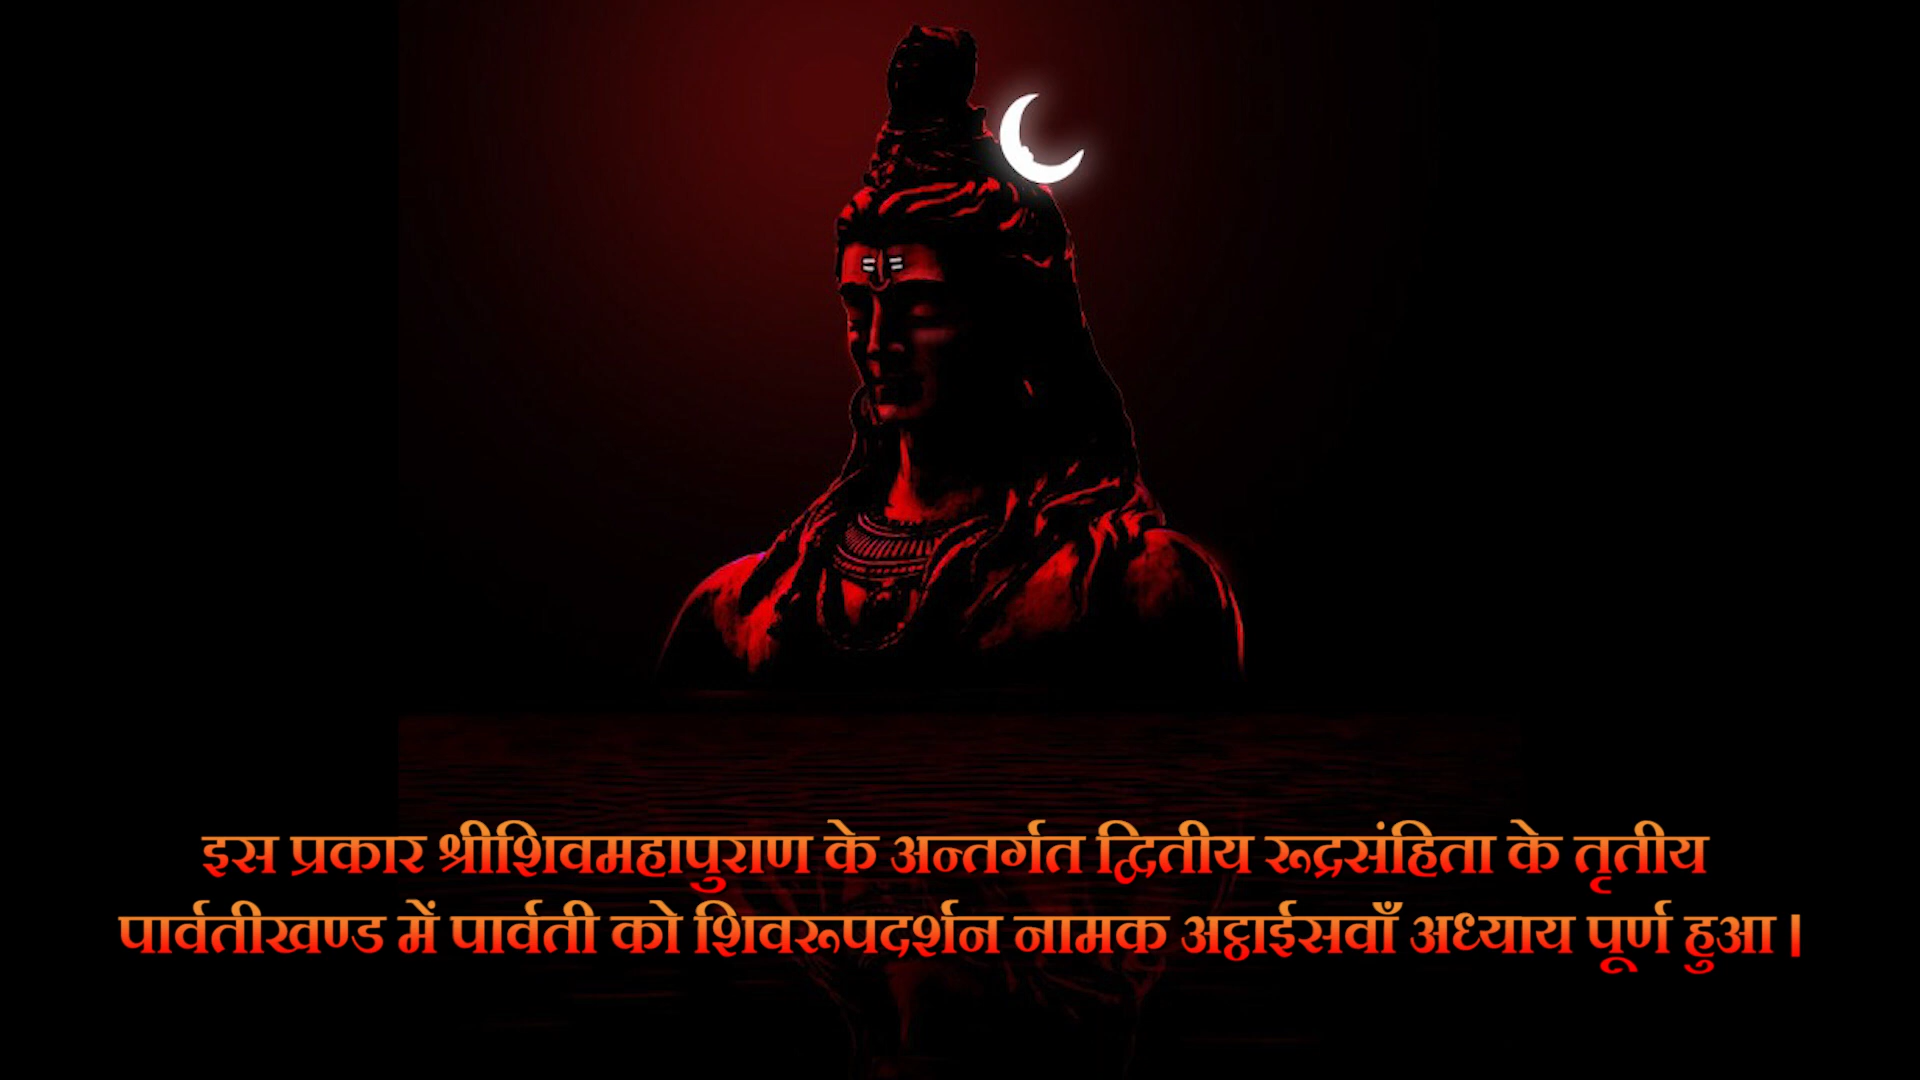 इस प्रकार श्रीशिवमहापुराण के अन्तर्गत द्वितीय रूद्रसंहिता के तृतीय
पार्वतीखण्ड में पार्वती को शिवरूपदर्शन नामक अट्ठाईसवाँ अध्याय पूर्ण हुआ |